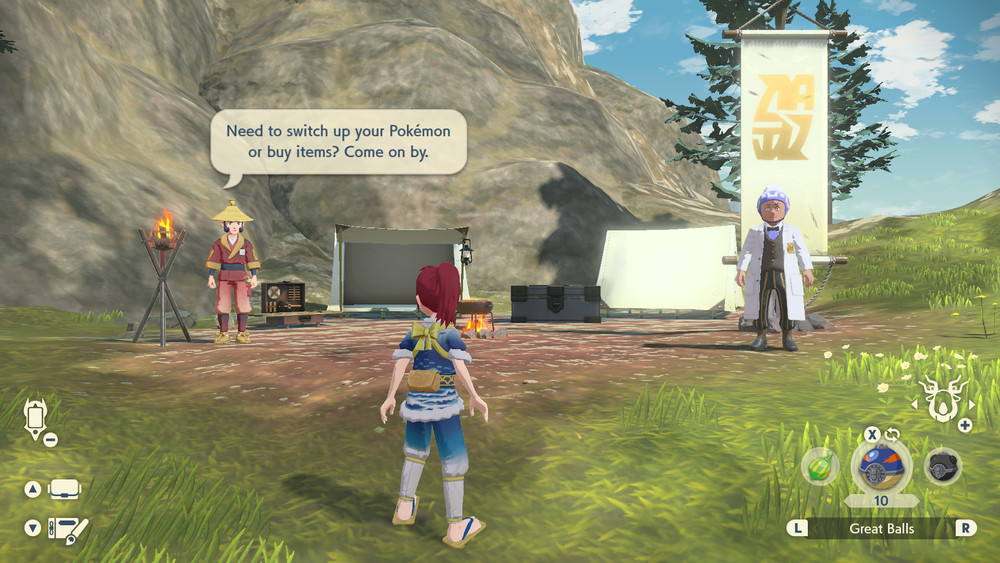 Need to switch up your Pokémon
or buy items? Come on by.
X
10
L Great Balls R